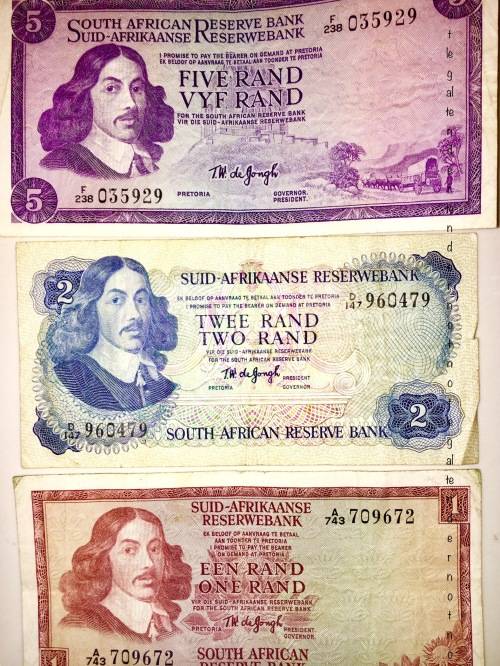 5
SOUTH AFRICAN RESERVE BANK
SUID-AFRIKAANSE RESERWEBANK
F/238 035929
I PROMISE TO PAY THE BEARER ON DEMAND AT PRETORIA
EK BELOOF OP AANVRAAG TE BETAAL AAN TOONDER TE PRETORIA
FIVE RAND
VYF RAND
FOR THE SOUTH AFRICAN RESERVE BANK
VIR DIE SUID-AFRIKAANSE RESERWEBANK
T.W. de Jongh
PRETORIA
GOVERNOR.
PRESIDENT.
5
F/238 035929
2
SUID-AFRIKAANSE RESERWEBANK
EK BELOOF OP AANVRAAG TE BETAAL AAN TOONDER TE PRETORIA
I PROMISE TO PAY THE BEARER ON DEMAND AT PRETORIA
D/147 960479
TWEE RAND
TWO RAND
VIR DIE SUID-AFRIKAANSE RESERWEBANK
FOR THE SOUTH AFRICAN RESERVE BANK
T.W. de Jongh
PRETORIA
PRESIDENT
GOVERNOR.
D/147 960479
SOUTH AFRICAN RESERVE BANK
2
SUID-AFRIKAANSE
RESERWEBANK
A/743 709672
1
EK BELOOF OP AANVRAAG TE BETAAL
AAN TOONDER TE PRETORIA
I PROMISE TO PAY THE BEARER
ON DEMAND AT PRETORIA
EEN RAND
ONE RAND
VIR DIE SUID-AFRIKAANSE RESERWEBANK
FOR THE SOUTH AFRICAN RESERVE BANK
T.W. de Jongh
PRETORIA
PRESIDENT.
GOVERNOR.
A/743 709672
SOUTH AFRICAN